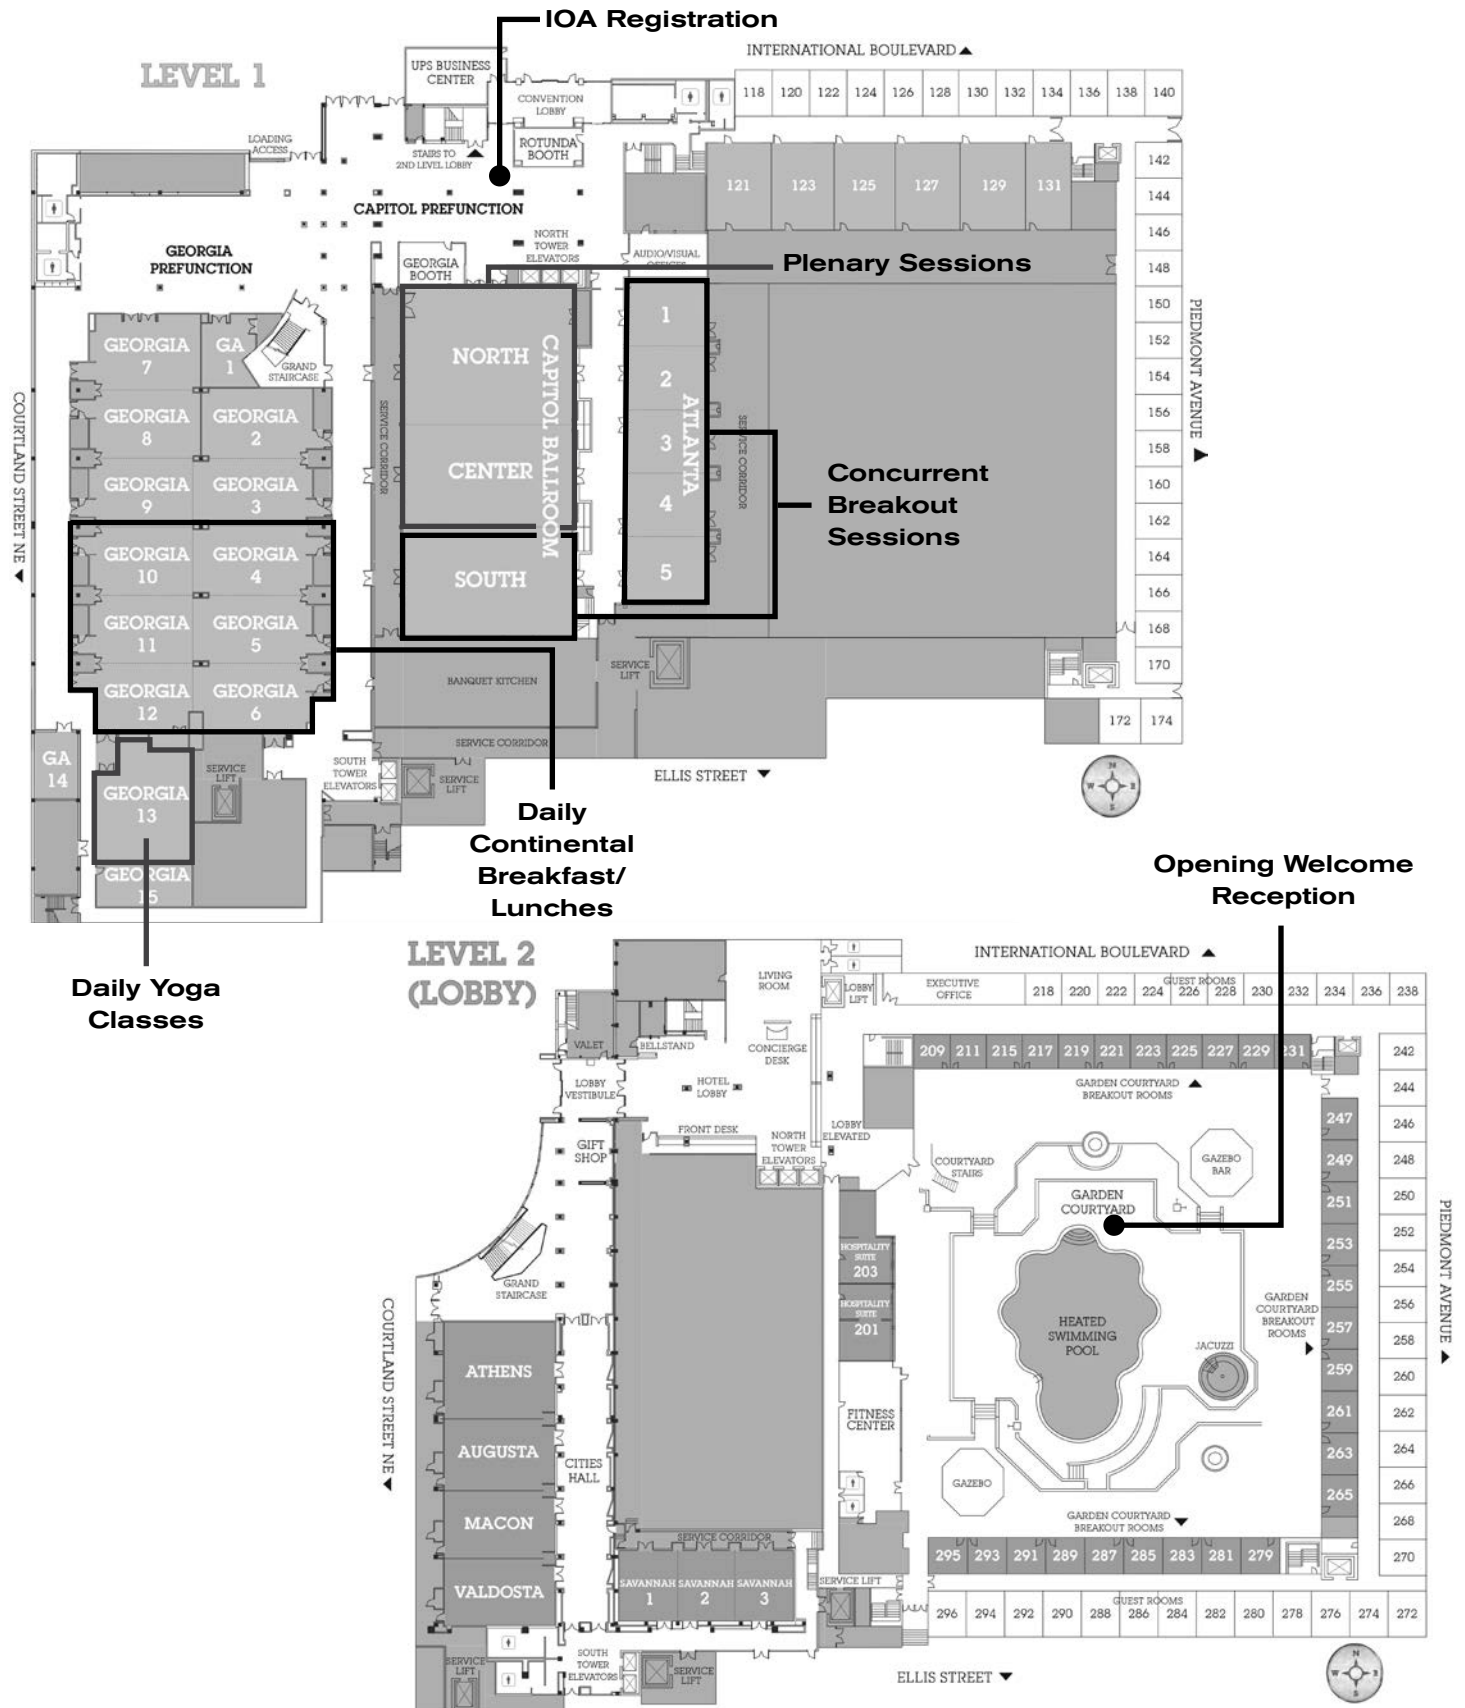 IOA Registration
INTERNATIONAL BOULEVARD
LEVEL 1
UPS BUSINESS
CENTER
CONVENTION
LOBBY
118 120 122 124 126 128 130 132 134 136 138 140
LOADING
ACCESS
STAIRS TO
2ND LEVEL LOBBY
ROTUNDA
BOOTH
142
144
146
148
150
152
154
156
158
160
162
164
166
168
170
172 174
121 123 125 127 129 131
CAPITOL PREFUNCTION
GEORGIA
PREFUNCTION
GEORGIA
BOOTH
NORTH
TOWER
ELEVATORS
AUDIO/VISUAL
OFFICES
Plenary Sessions
PIEDMONT AVENUE
COURTLAND STREET NE
GEORGIA
7
GA
1
GRAND
STAIRCASE
GEORGIA
8
GEORGIA
2
GEORGIA
9
GEORGIA
3
GEORGIA
10
GEORGIA
4
GEORGIA
11
GEORGIA
5
GEORGIA
12
GEORGIA
6
SERVICE CORRIDOR
NORTH
CENTER
SOUTH
CAPITOL BALLROOM
1
2
3
4
5
ATLANTA
SERVICE CORRIDOR
Concurrent
Breakout
Sessions
SERVICE
LIFT
BANQUET KITCHEN
SERVICE CORRIDOR
GA
14
GEORGIA
13
SERVICE
LIFT
SOUTH
TOWER
ELEVATORS
SERVICE
LIFT
ELLIS STREET
N
E
S
W
GEORGIA
15
Daily
Continental
Breakfast/
Lunches
Daily Yoga
Classes
Opening Welcome
Reception
LEVEL 2
(LOBBY)
INTERNATIONAL BOULEVARD
LIVING
ROOM
LOBBY
LIFT
EXECUTIVE
OFFICE
GUEST ROOMS
218 220 222 224 226 228 230 232 234 236 238
VALET
BELLSTAND
CONCIERGE
DESK
209 211 215 217 219 221 223 225 227 229 231
242
244
246
248
250
252
254
256
258
260
262
264
266
268
270
LOBBY
VESTIBULE
HOTEL
LOBBY
GARDEN COURTYARD
BREAKOUT ROOMS
GIFT
SHOP
FRONT DESK
NORTH
TOWER
ELEVATORS
LOBBY
ELEVATED
COURTYARD
STAIRS
GAZEBO
BAR
GARDEN
COURTYARD
247
249
251
253
255
257
259
261
263
265
PIEDMONT AVENUE
HOSPITALITY
SUITE
203
HOSPITALITY
SUITE
201
GRAND
STAIRCASE
COURTLAND STREET NE
HEATED
SWIMMING
POOL
JACUZZI
GARDEN
COURTYARD
BREAKOUT
ROOMS
ATHENS
AUGUSTA
MACON
VALDOSTA
CITIES
HALL
FITNESS
CENTER
GAZEBO
GARDEN COURTYARD
BREAKOUT ROOMS
SERVICE CORRIDOR
295 293 291 289 287 285 283 281 279
SAVANNAH
1
SAVANNAH
2
SAVANNAH
3
SERVICE LIFT
GUEST ROOMS
296 294 292 290 288 286 284 282 280 278 276 274 272
SERVICE
LIFT
SOUTH
TOWER
ELEVATORS
SERVICE
LIFT
ELLIS STREET
N
E
S
W